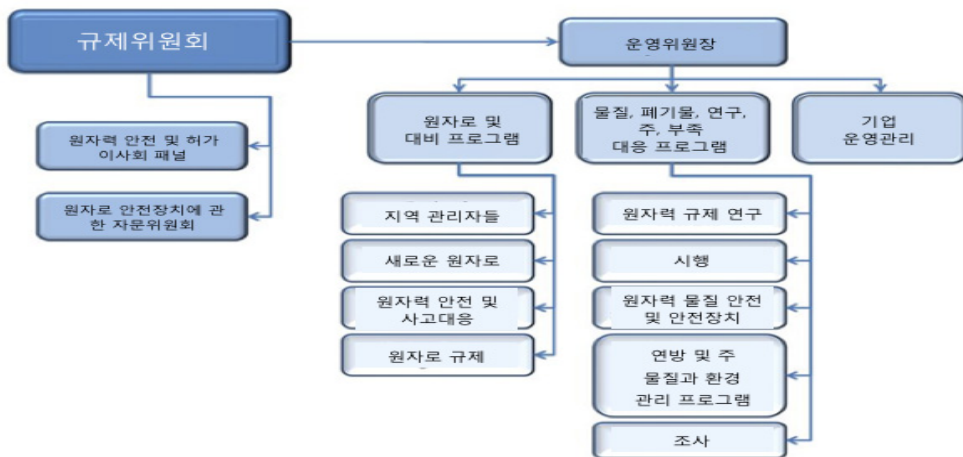 규제위원회
운영위원장
원자력 안전 및 허가
이사회 패널
원자로 안전장치에 관
한 자문위원회
원자로 및
대비 프로그램
물질, 폐기물, 연구,
주, 부족
대응 프로그램
기업
운영관리
지역 관리자들
새로운 원자로
원자력 안전 및
사고대응
원자로 규제
원자력 규제 연구
시행
원자력 물질 안전
및 안전장치
연방 및 주
물질과 환경
관리 프로그램
조사